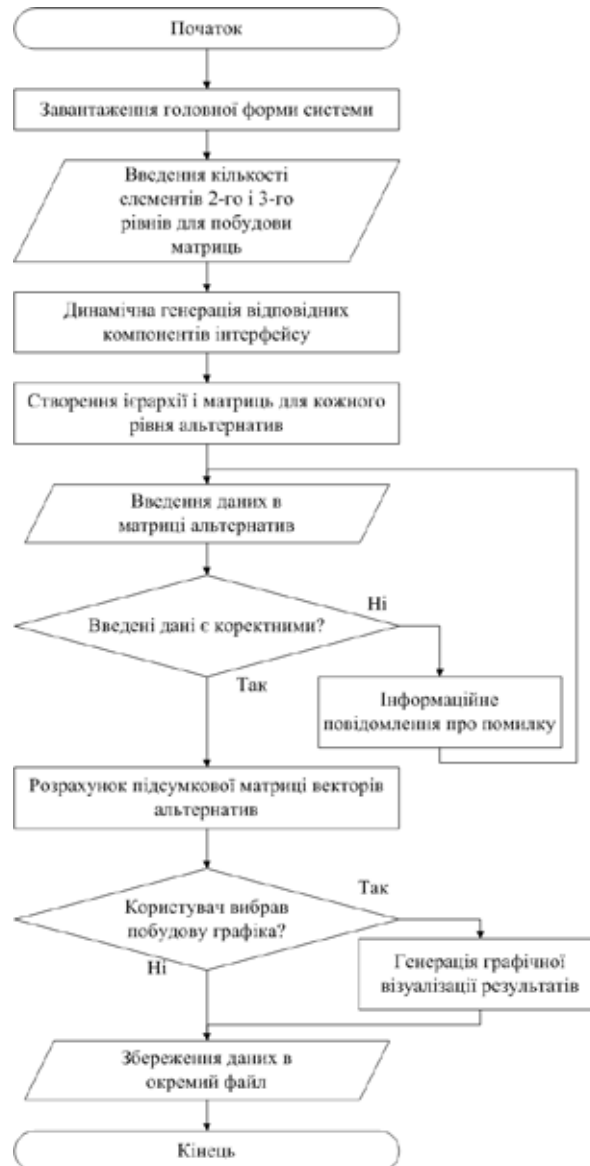 Початок
Завантаження головної форми системи
Введення кількості
елементів 2-го і 3-го
рівнів для побудови
матриць
Динамічна генерація відповідних
компонентів інтерфейсу
Створення ієрархії і матриць для кожного
рівня альтернатив
Введення даних в
матриці альтернатив
Введені дані є коректними?
Ні
Так
Інформаційне
повідомлення про помилку
Розрахунок підсумкової матриці векторів
альтернатив
Користувач вибрав
побудову графіка?
Так
Ні
Генерація графічної
візуалізації результатів
Збереження даних в
окремий файл
Кінець